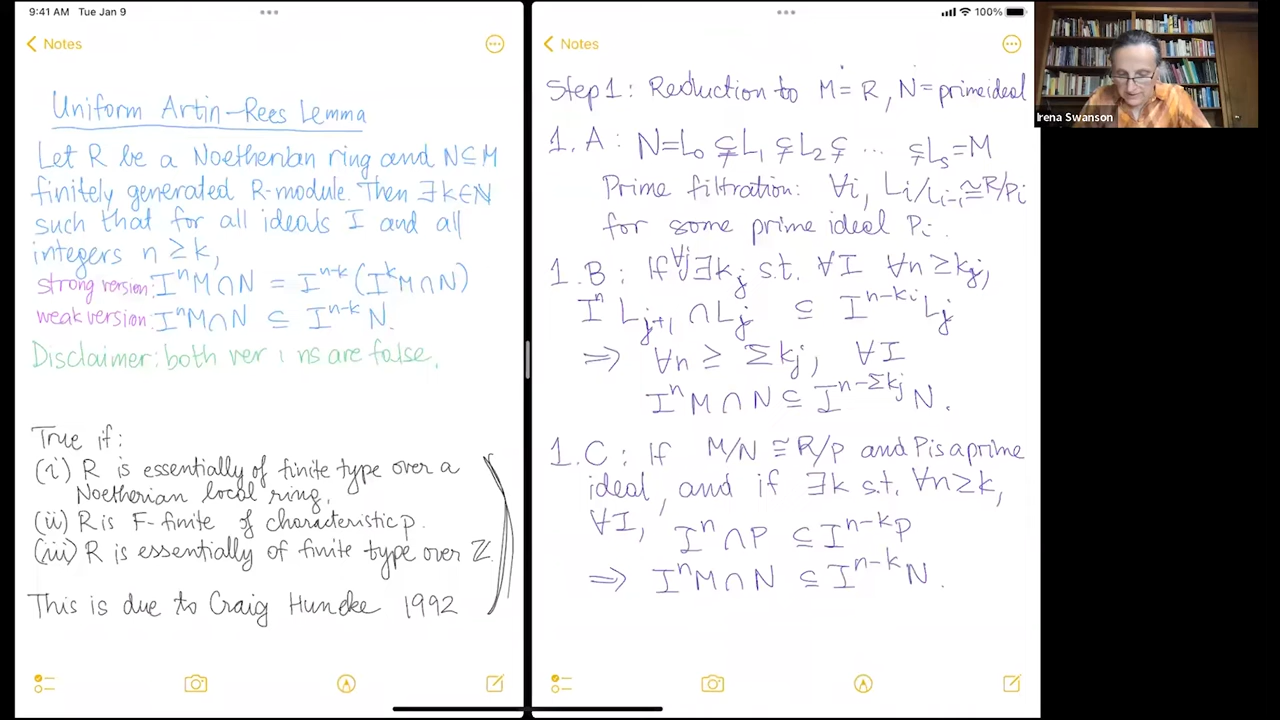 9:41 AM Tue Jan 9
Notes
Uniform Artin-Rees Lemma
Let R be a Noetherian ring and N⊆M
finitely generated R-module. Then ∃k∈N
such that for all ideals I and all
integers n ≥ k,
strong version: IⁿM∩N = Iⁿ⁻ᵏ(IᵏM∩N)
weak version: IⁿM∩N ⊆ Iⁿ⁻ᵏN.
Disclaimer: both ver i ns are false.
True if:
(i) R is essentially of finite type over a
Noetherian local ring.
(ii) R is F-finite of characteristic p.
(iii) R is essentially of finite type over ℤ.
This is due to Craig Huneke 1992
100%
Notes
Step 1: Reduction to M = R, N = prime ideal
1.A: N=L₀ ⊊ L₁ ⊊ L₂ ⊊ ... ⊊ Lₛ = M
Prime filtration: ∀i, Lᵢ/Lᵢ₋₁ ≅ R/Pᵢ
for some prime ideal Pᵢ.
1.B: If ∀j ∃kⱼ s.t. ∀I ∀n ≥ kⱼ,
Iⁿ Lⱼ₊₁ ∩ Lⱼ ⊆ I^{n-kⱼ} Lⱼ
⟹ ∀n ≥ Σkⱼ, ∀I
IⁿM ∩ N ⊆ I^{n-Σkⱼ} N.
1.C: If M/N ≅ R/P and P is a prime
ideal, and if ∃k s.t. ∀n ≥ k,
∀I, Iⁿ ∩ P ⊆ Iⁿ⁻ᵏP
⟹ IⁿM ∩ N ⊆ Iⁿ⁻ᵏN.
Irena Swanson